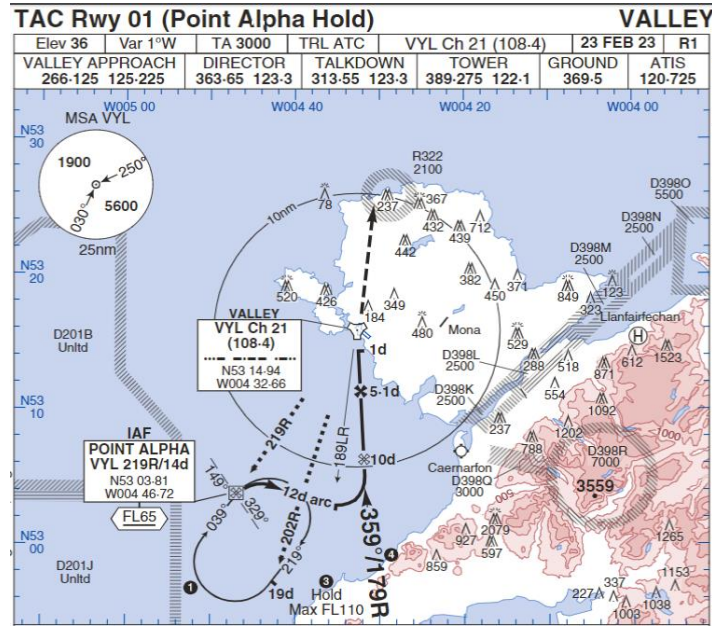 TAC Rwy 01 (Point Alpha Hold) VALLEY
Elev 36 Var 1°W TA 3000 TRL ATC VYL Ch 21 (108·4) 23 FEB 23 R1
VALLEY APPROACH DIRECTOR TALKDOWN TOWER GROUND ATIS
266·125 125·225 363·65 123·3 313·55 123·3 389·275 122·1 369·5 120·725
W005 00 W004 40 W004 20 W004 00
MSA VYL
N53
30
1900
250°
030°
5600
25nm
R322
2100
10nm
78
237
367
432
439
712
442
D398O
5500
D398N
2500
D398M
2500
N53
20
520
426
184
349
382
450
371
849
323
123
Llanfairfechan
VALLEY
VYL Ch 21
(108·4)
N53 14·94
W004 32·66
D201B
Unltd
1d
480
Mona
529
D398L
2500
288
518
H
612
1523
871
5·1d
D398K
2500
554
1092
N53
10
219R
189LR
237
1202
000
IAF
POINT ALPHA
VYL 219R/14d
N53 03·81
W004 46·72
FL65
10d
788
D398R
7000
3559
Caernarfon
D398Q
3000
500
149°
329°
12d arc
039°
202R
219°
359°/179R
N53
00
2079
927
597
859
1265
D201J
Unltd
1
19d
3
Hold
Max FL110
4
227
337
1003
1038
1153